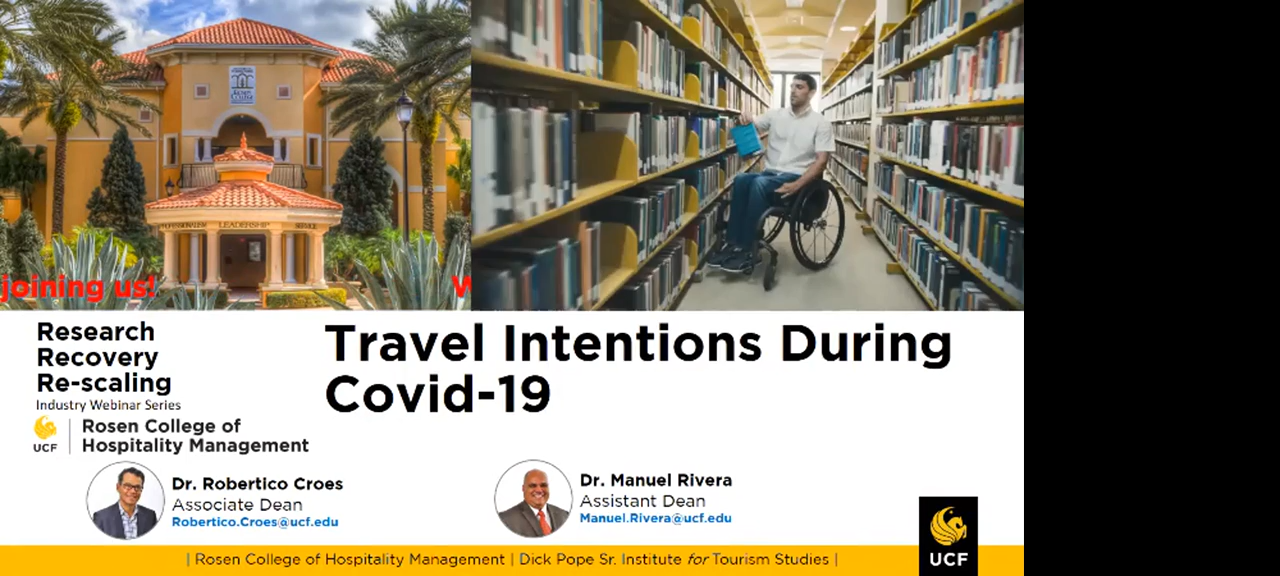 LEADERSHIP
SERVICE
joining us!
W
Research
Recovery
Re-scaling
Industry Webinar Series
UCF
Rosen College of
Hospitality Management
Travel Intentions During
Covid-19
Dr. Robertico Croes
Associate Dean
Robertico.Croes@ucf.edu
Dr. Manuel Rivera
Assistant Dean
Manuel.Rivera@ucf.edu
UCF
| Rosen College of Hospitality Management | Dick Pope Sr. Institute for Tourism Studies |